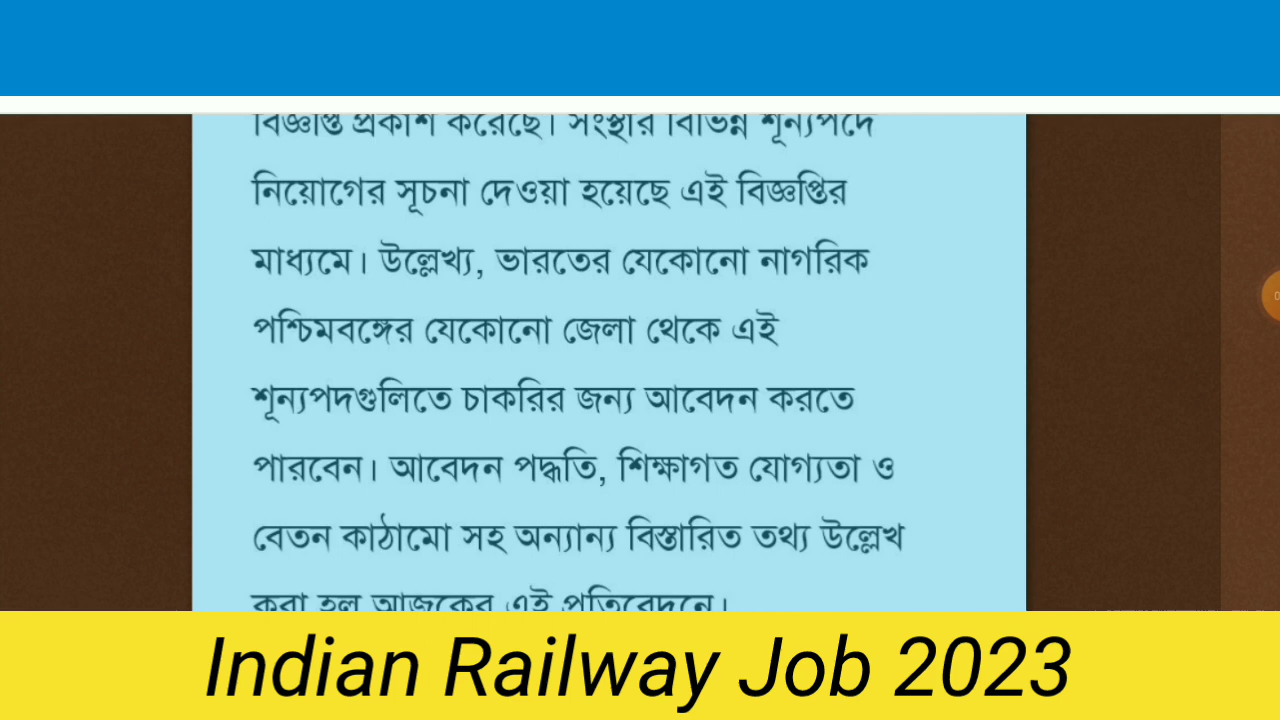 বিজ্ঞপ্তি প্রকাশ করেছে। সংস্থার বিভিন্ন শূন্যপদে
নিয়োগের সূচনা দেওয়া হয়েছে এই বিজ্ঞপ্তির
মাধ্যমে। উল্লেখ্য, ভারতের যেকোনো নাগরিক
পশ্চিমবঙ্গের যেকোনো জেলা থেকে এই
শূন্যপদগুলিতে চাকরির জন্য আবেদন করতে
পারবেন। আবেদন পদ্ধতি, শিক্ষাগত যোগ্যতা ও
বেতন কাঠামো সহ অন্যান্য বিস্তারিত তথ্য উল্লেখ
করা হল আজকের এই প্রতিবেদনে।
Indian Railway Job 2023